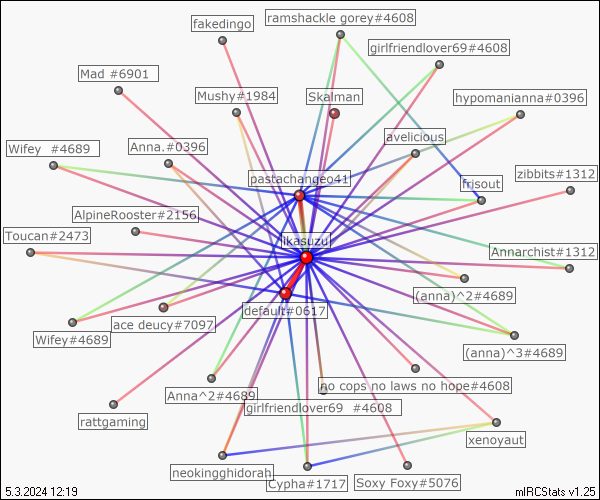 fakedingo
ramshackle gorey#4608
girlfriendlover69#4608
Mad #6901
Mushy#1984
Skalman
hypomanianna#0396
avelicious
Wifey  #4689
Anna.#0396
pastachangeo41
frisout
zibbits#1312
AlpineRooster#2156
Toucan#2473
ikasuzu
Annarchist#1312
(anna)^2#4689
default#0617
ace deucy#7097
Wifey#4689
(anna)^3#4689
no cops no laws no hope#4608
Anna^2#4689
girlfriendlover69  #4608
rattgaming
xenoyaut
neokingghidorah
Cypha#1717
Soxy Foxy#5076
5.3.2024 12:19
mIRCStats v1.25